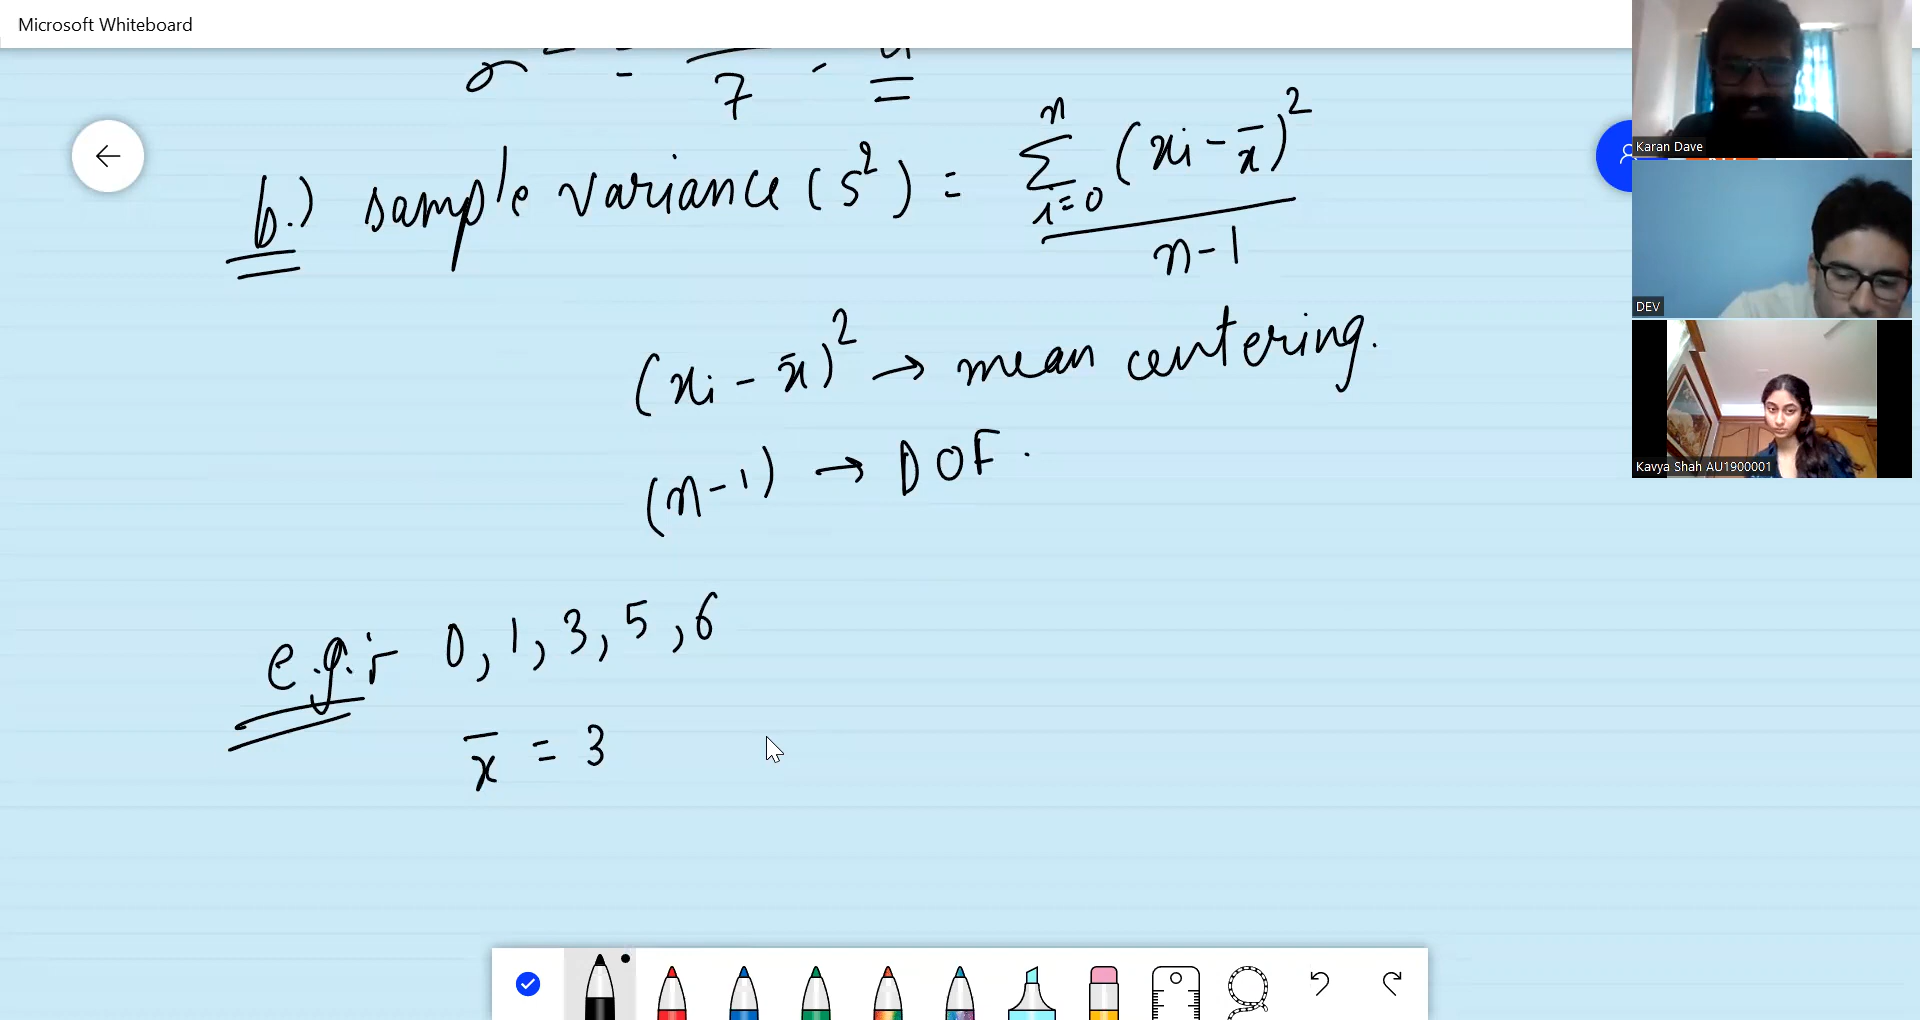 Microsoft Whiteboard
7
b.) sample variance (s²) =
n
Σ (xi - x̄)²
i=0
n-1
(xi - x̄)² → mean centering.
(n-1) → DOF.
e.g:- 0, 1, 3, 5, 6
x̄ = 3
Karan Dave
DEV
Kavya Shah AU1900001